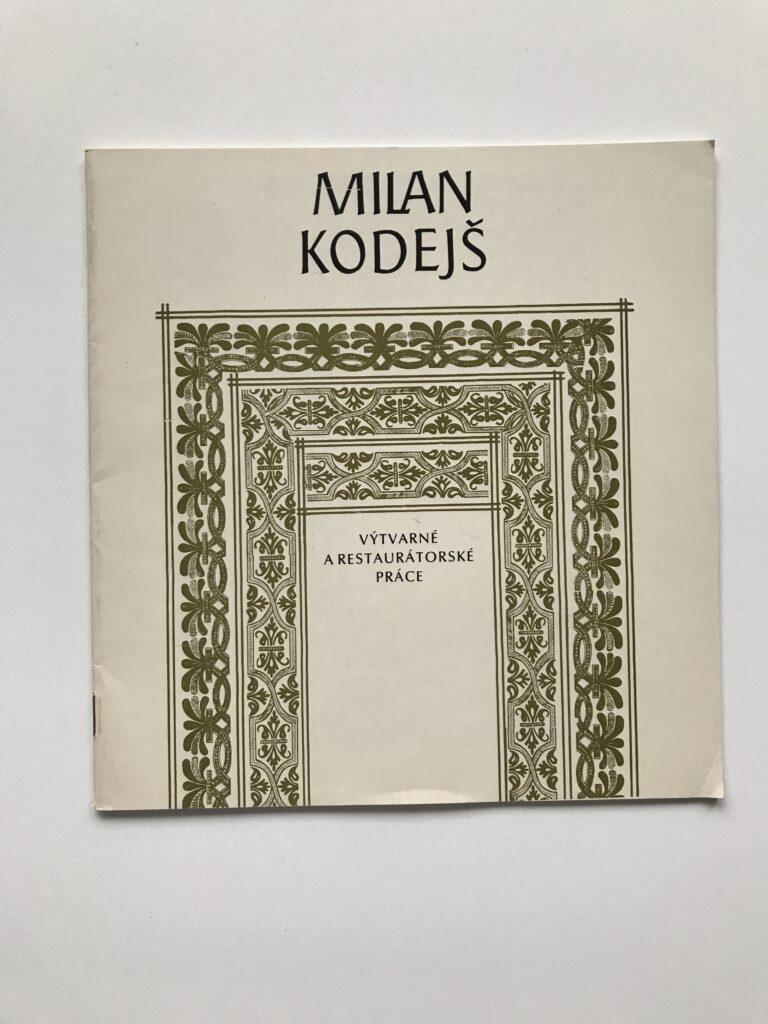 MILAN
KODEJŠ
VÝTVARNÉ
A RESTAURÁTORSKÉ
PRÁCE